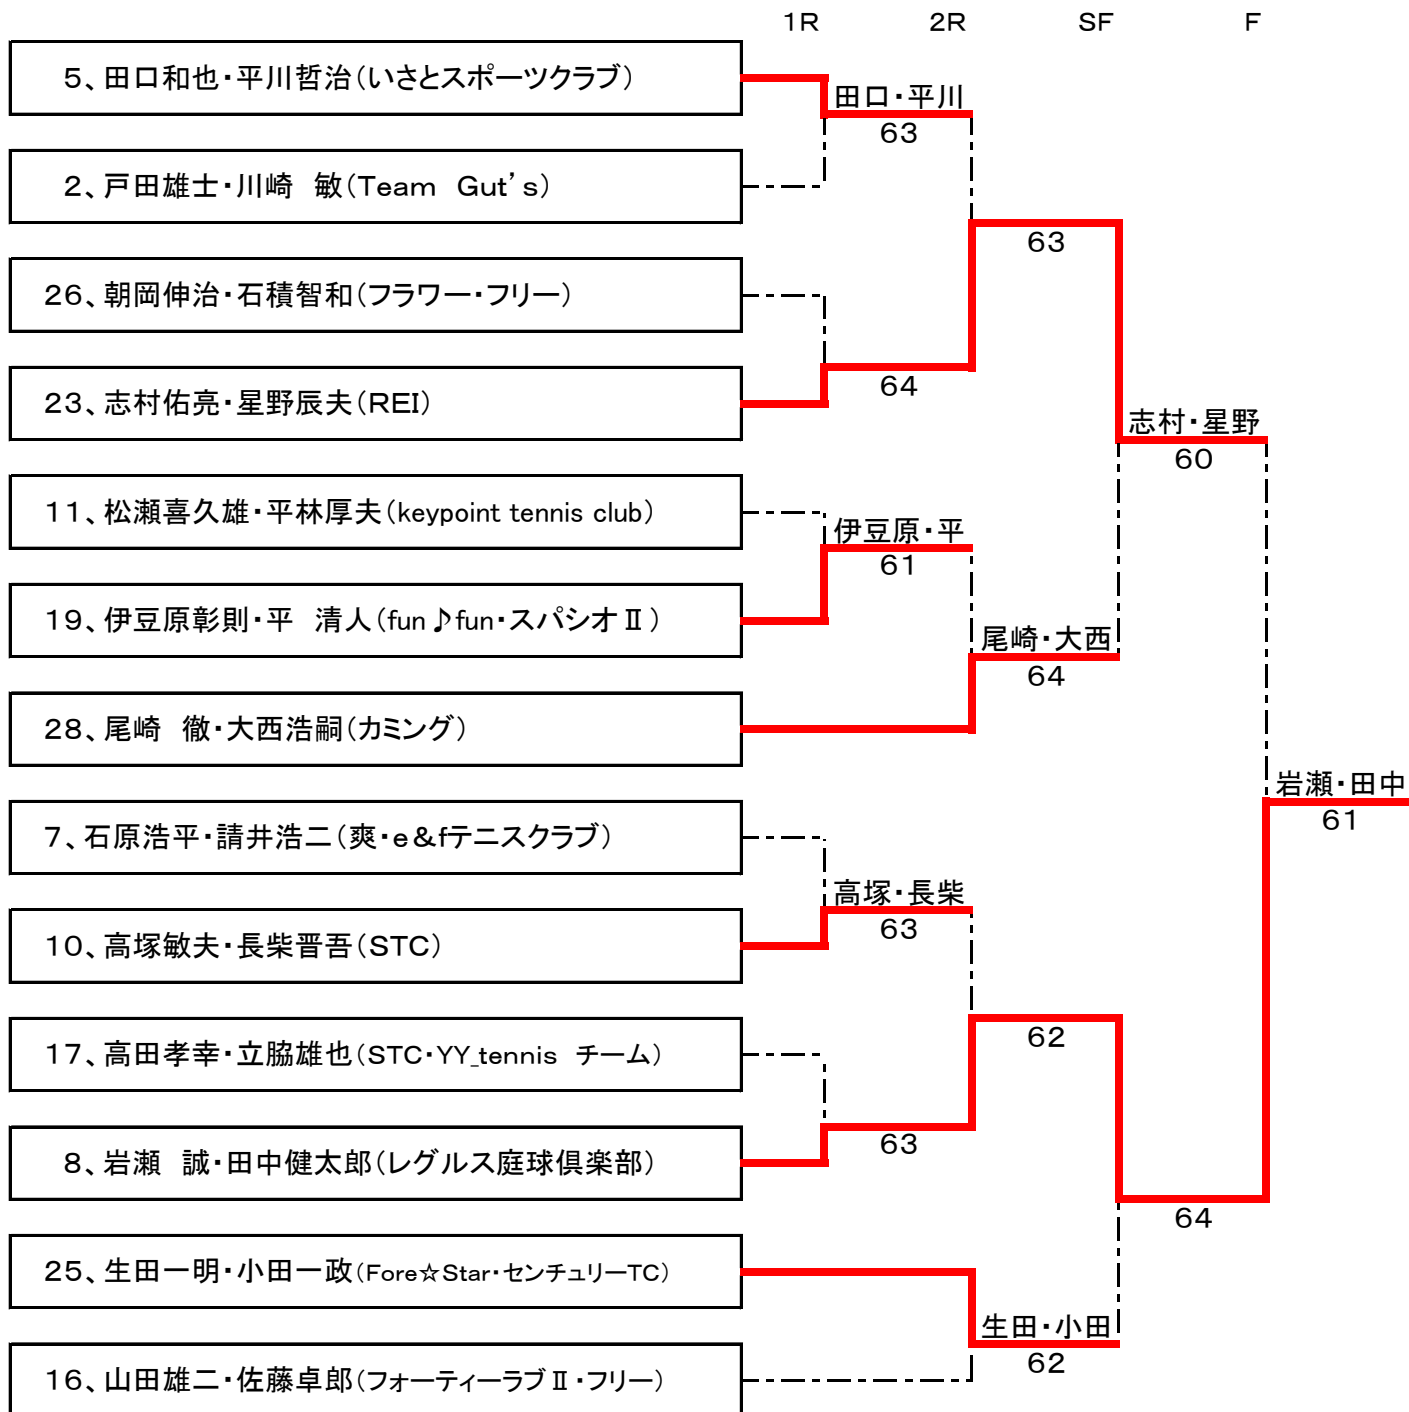 1R 2R SF F
5、田口和也・平川哲治(いさとスポーツクラブ)
田口・平川
63
2、戸田雄士・川崎　敏(Team　Gut's)
63
26、朝岡伸治・石積智和(フラワー・フリー)
64
23、志村佑亮・星野辰夫(REI)
志村・星野
60
11、松瀬喜久雄・平林厚夫(keypoint tennis club)
伊豆原・平
61
19、伊豆原彰則・平　清人(fun♪fun・スパシオⅡ)
尾崎・大西
64
28、尾崎　徹・大西浩嗣(カミング)
岩瀬・田中
61
7、石原浩平・請井浩二(爽・e&fテニスクラブ)
高塚・長柴
63
10、高塚敏夫・長柴晋吾(STC)
62
17、高田孝幸・立脇雄也(STC・YY_tennis　チーム)
63
8、岩瀬　誠・田中健太郎(レグルス庭球倶楽部)
64
25、生田一明・小田一政(Fore☆Star・センチュリーTC)
生田・小田
62
16、山田雄二・佐藤卓郎(フォーティーラブⅡ・フリー)